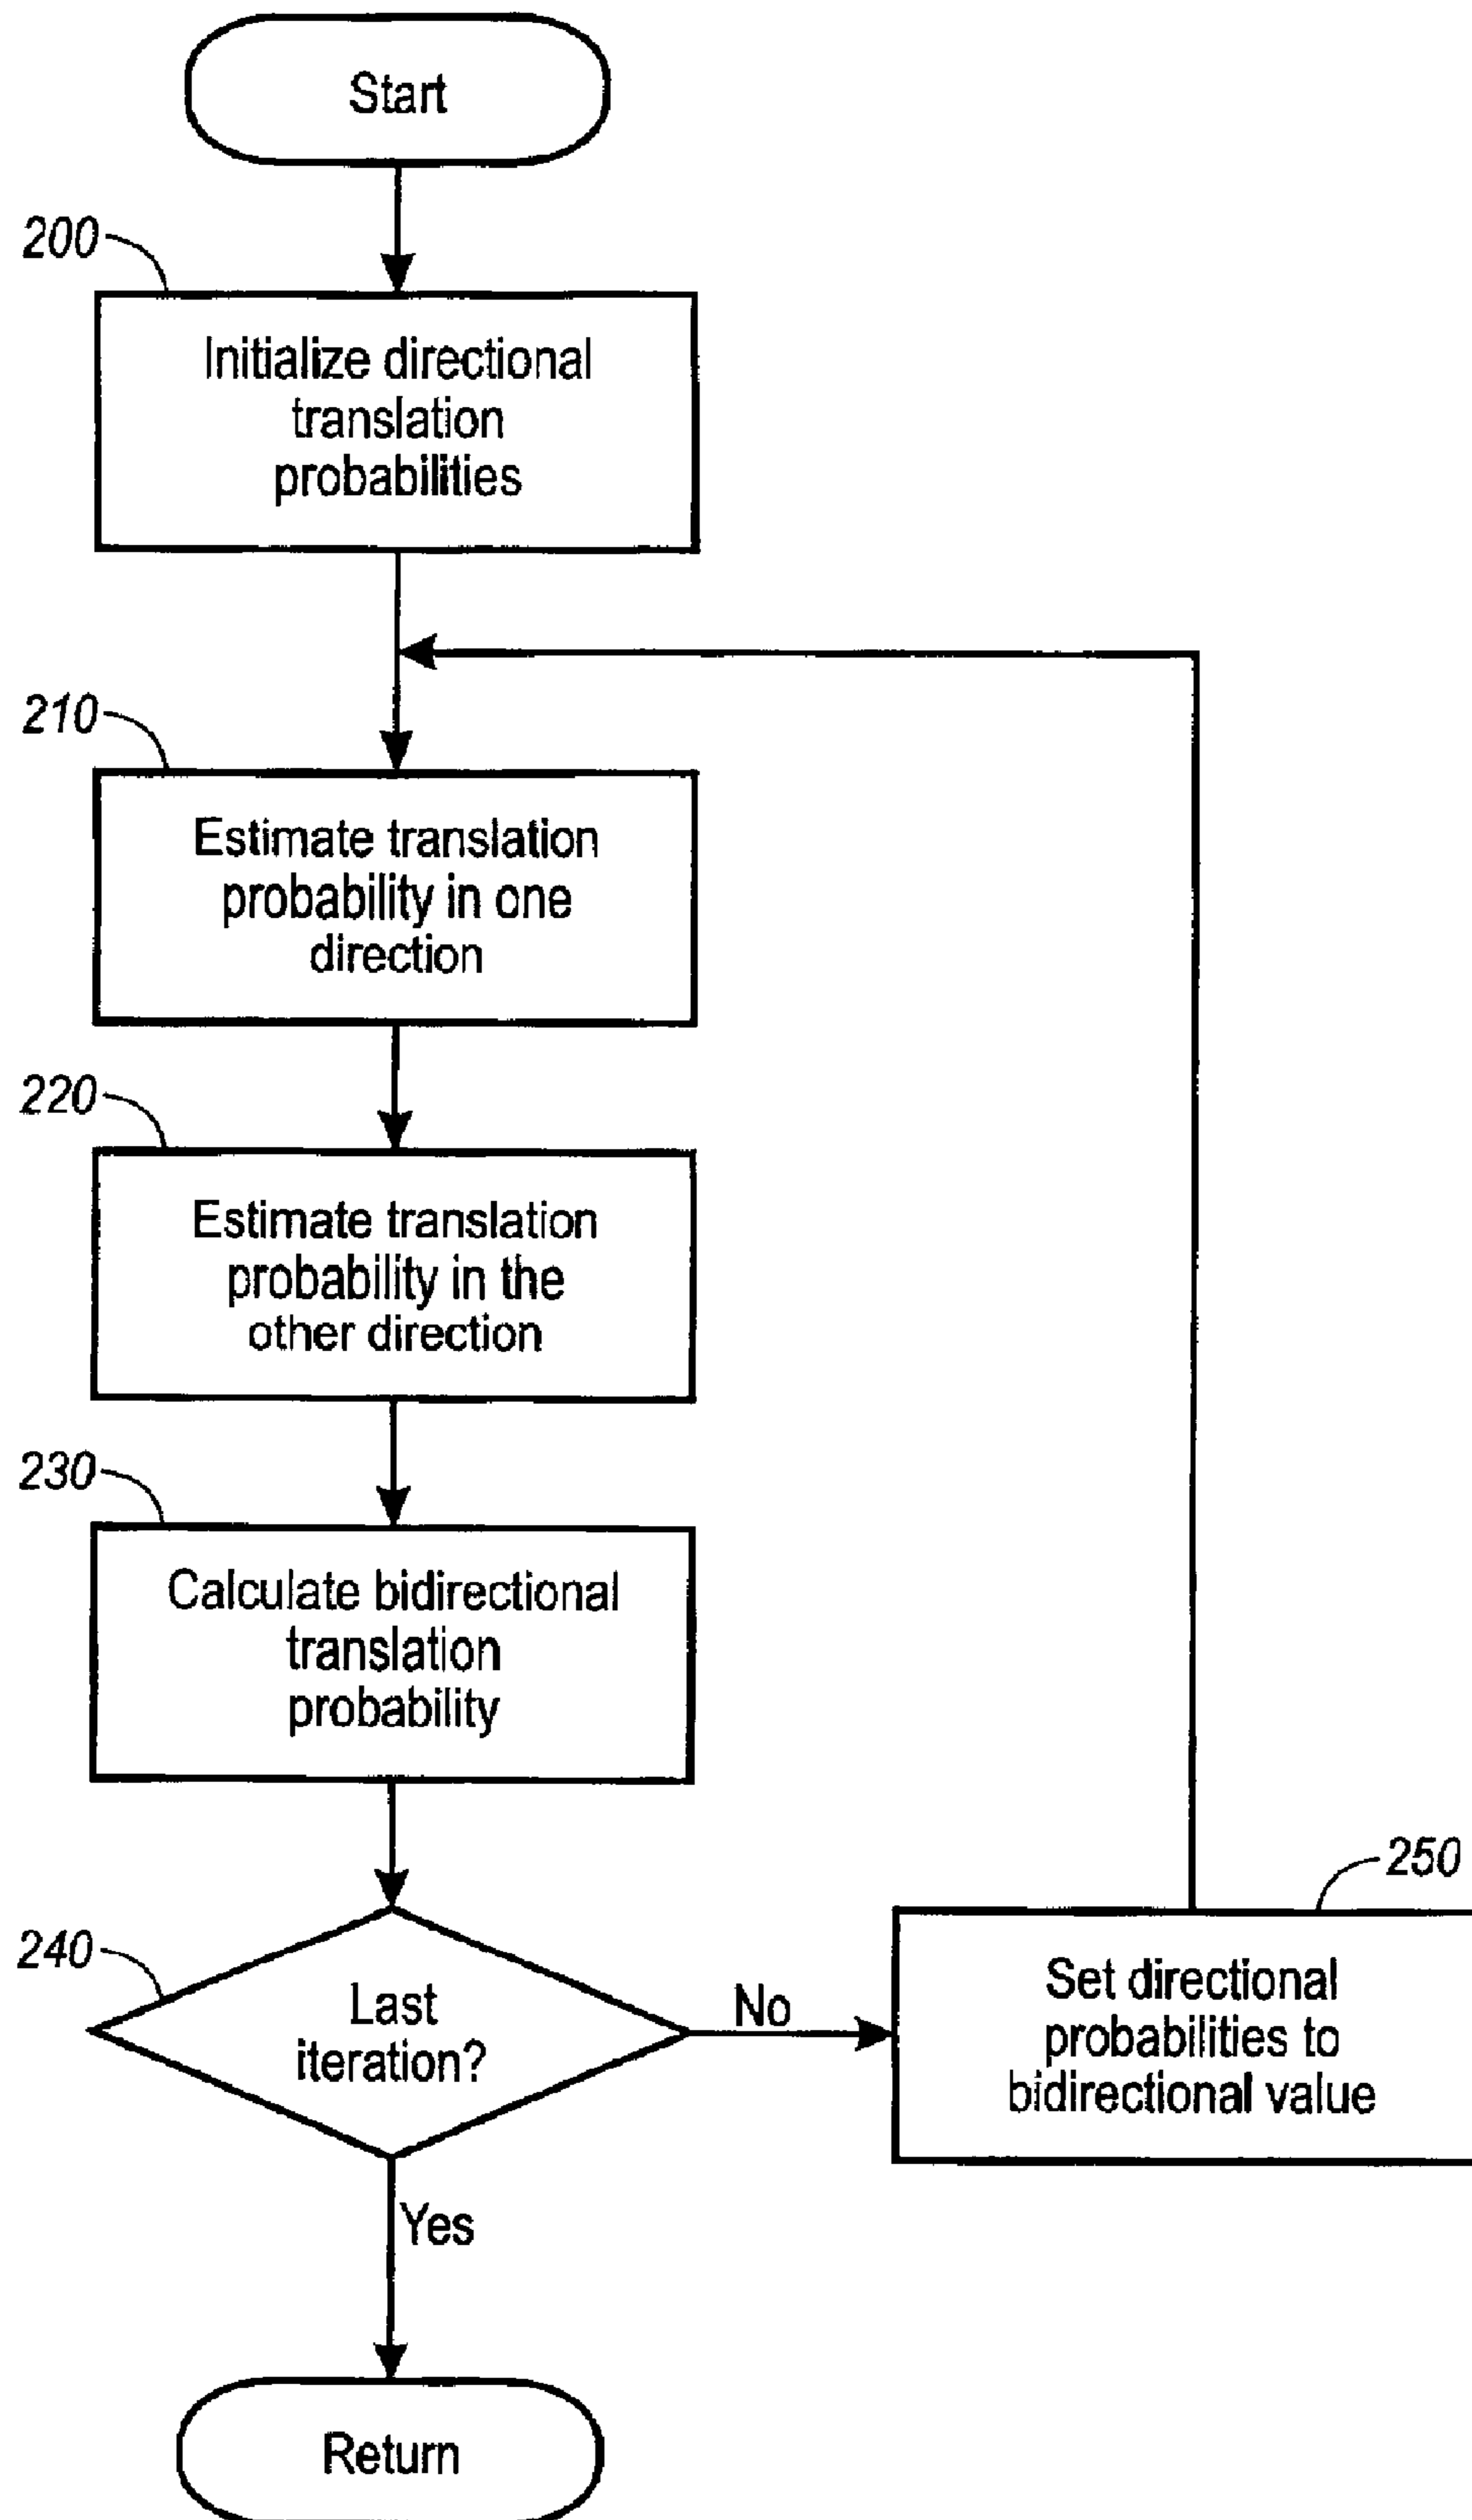 Start
200
Initialize directional
translation
probabilities
210
Estimate translation
probability in one
direction
220
Estimate translation
probability in the
other direction
230
Calculate bidirectional
translation
probability
240
Last
iteration?
No
250
Set directional
probabilities to
bidirectional value
Yes
Return